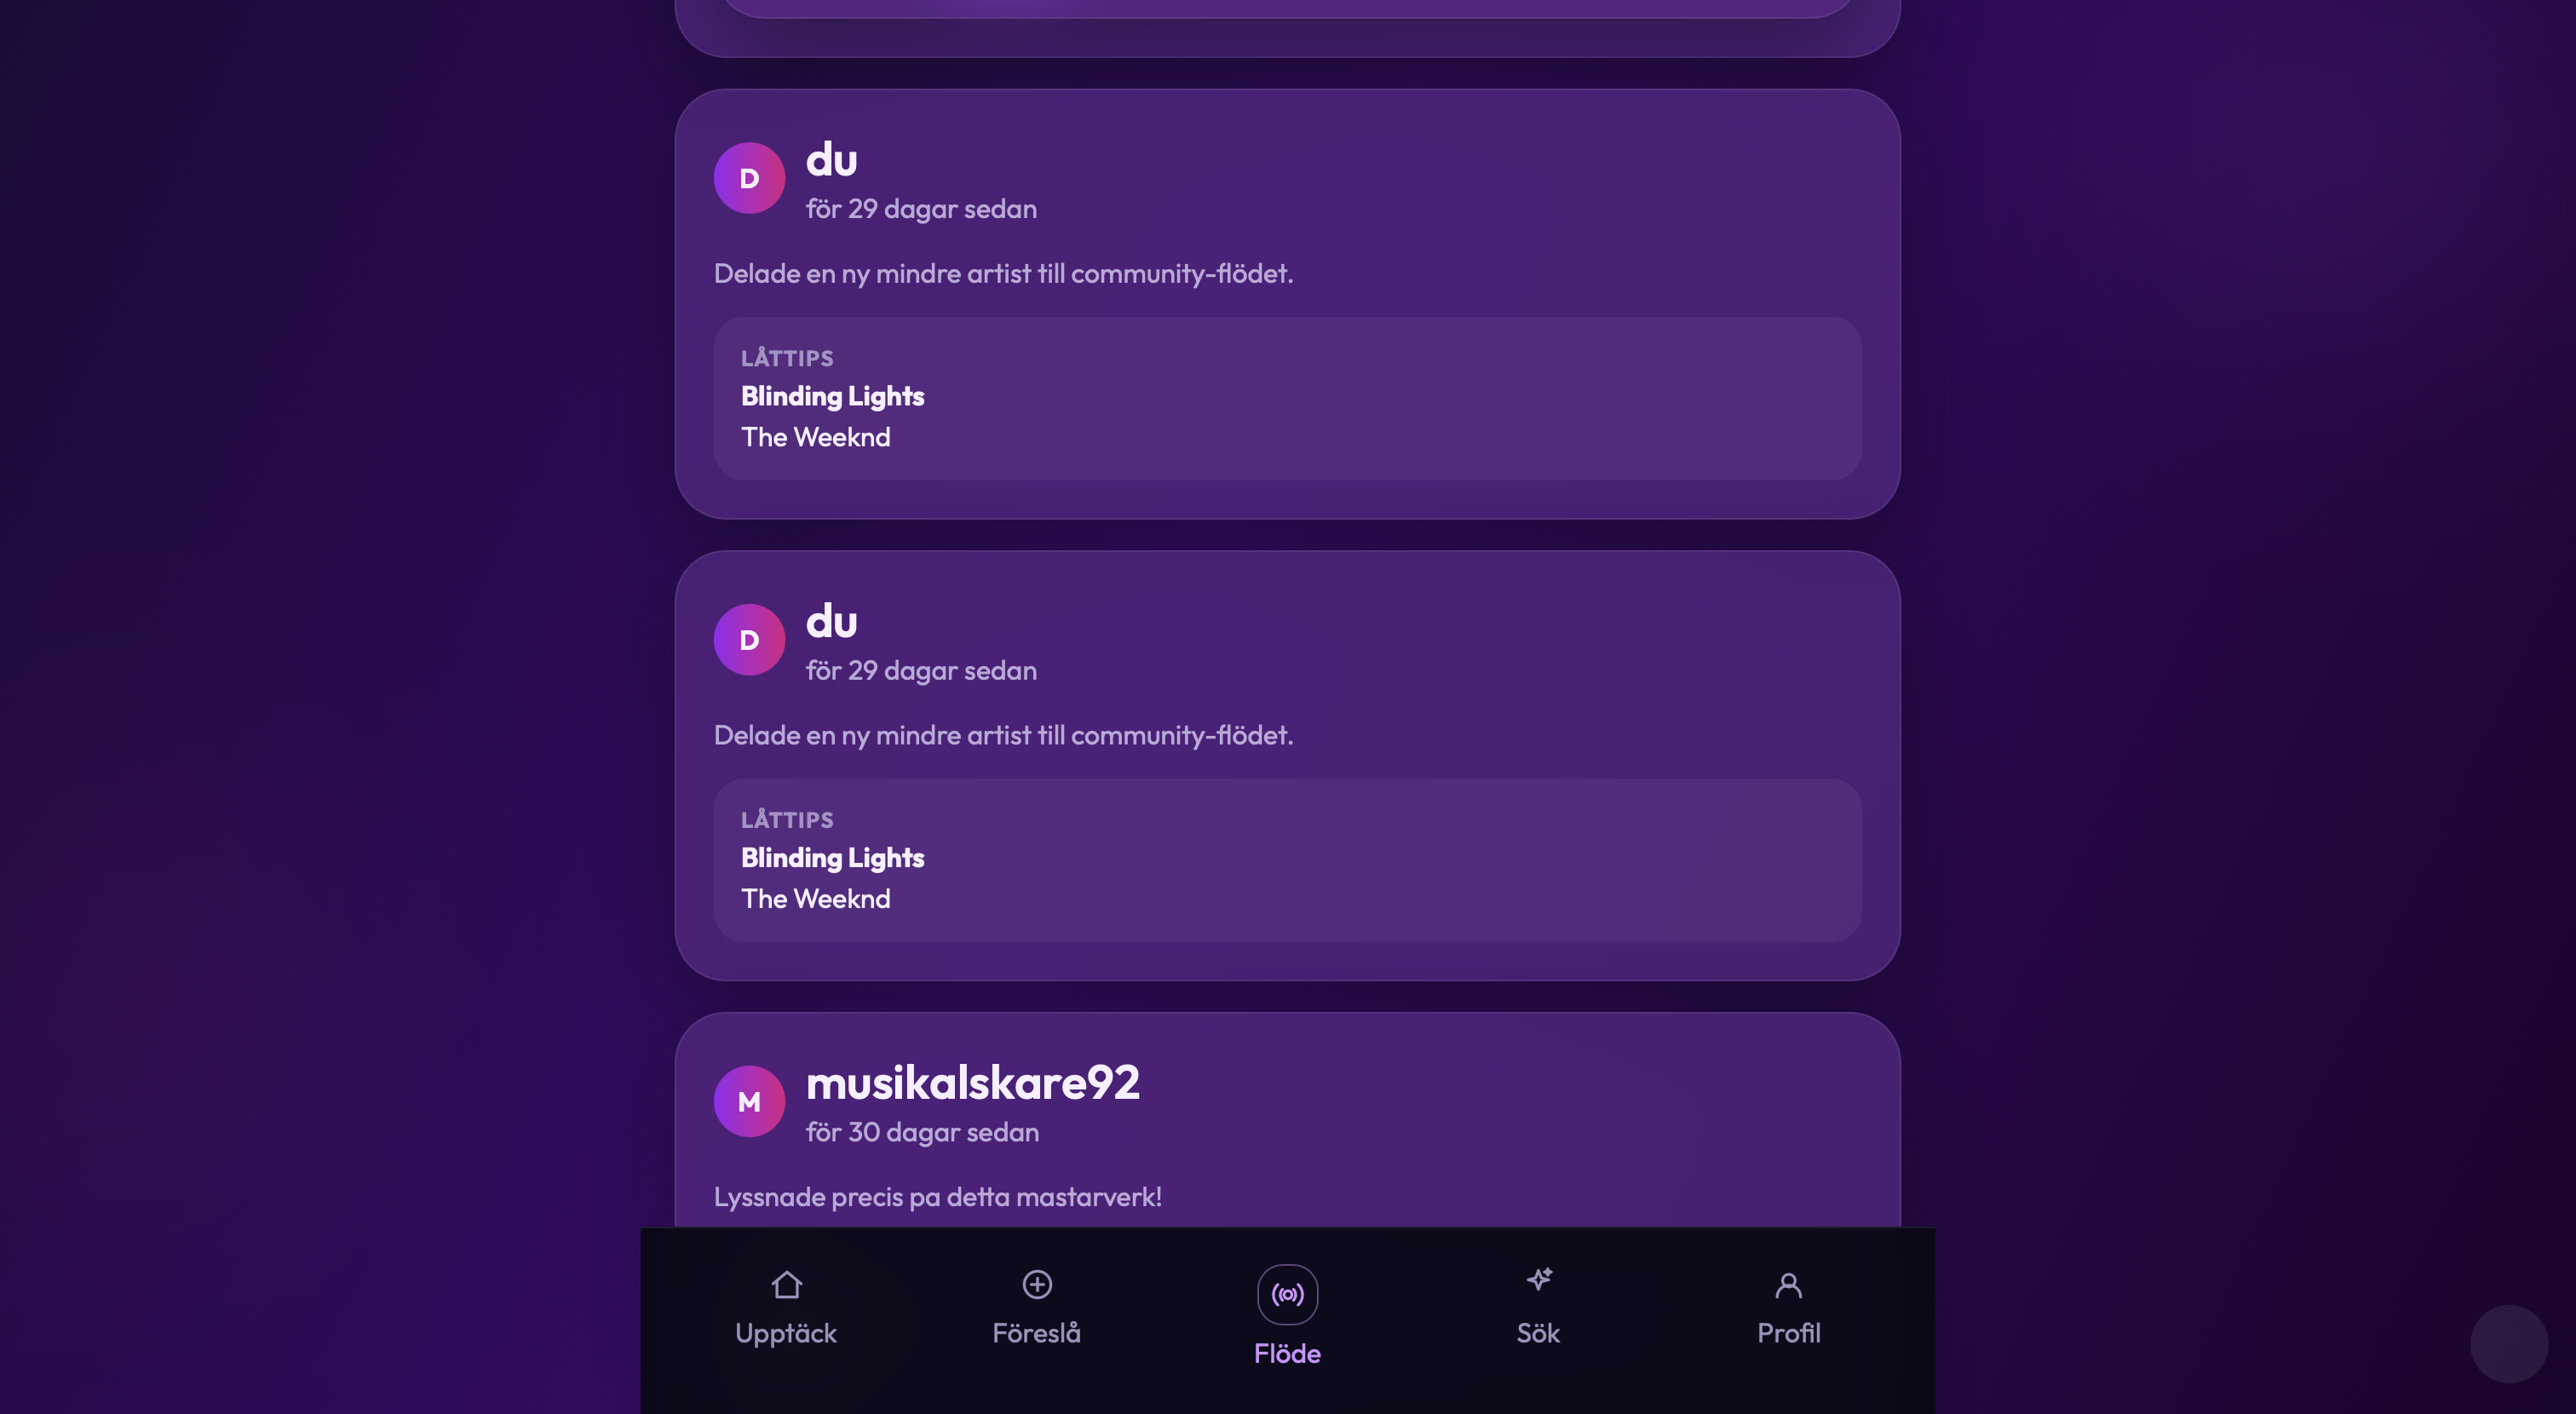 D
du
för 29 dagar sedan
Delade en ny mindre artist till community-flödet.
LÅTTIPS
Blinding Lights
The Weeknd
D
du
för 29 dagar sedan
Delade en ny mindre artist till community-flödet.
LÅTTIPS
Blinding Lights
The Weeknd
M
musikalskare92
för 30 dagar sedan
Lyssnade precis pa detta mastarverk!
Upptäck
Föreslå
Flöde
Sök
Profil